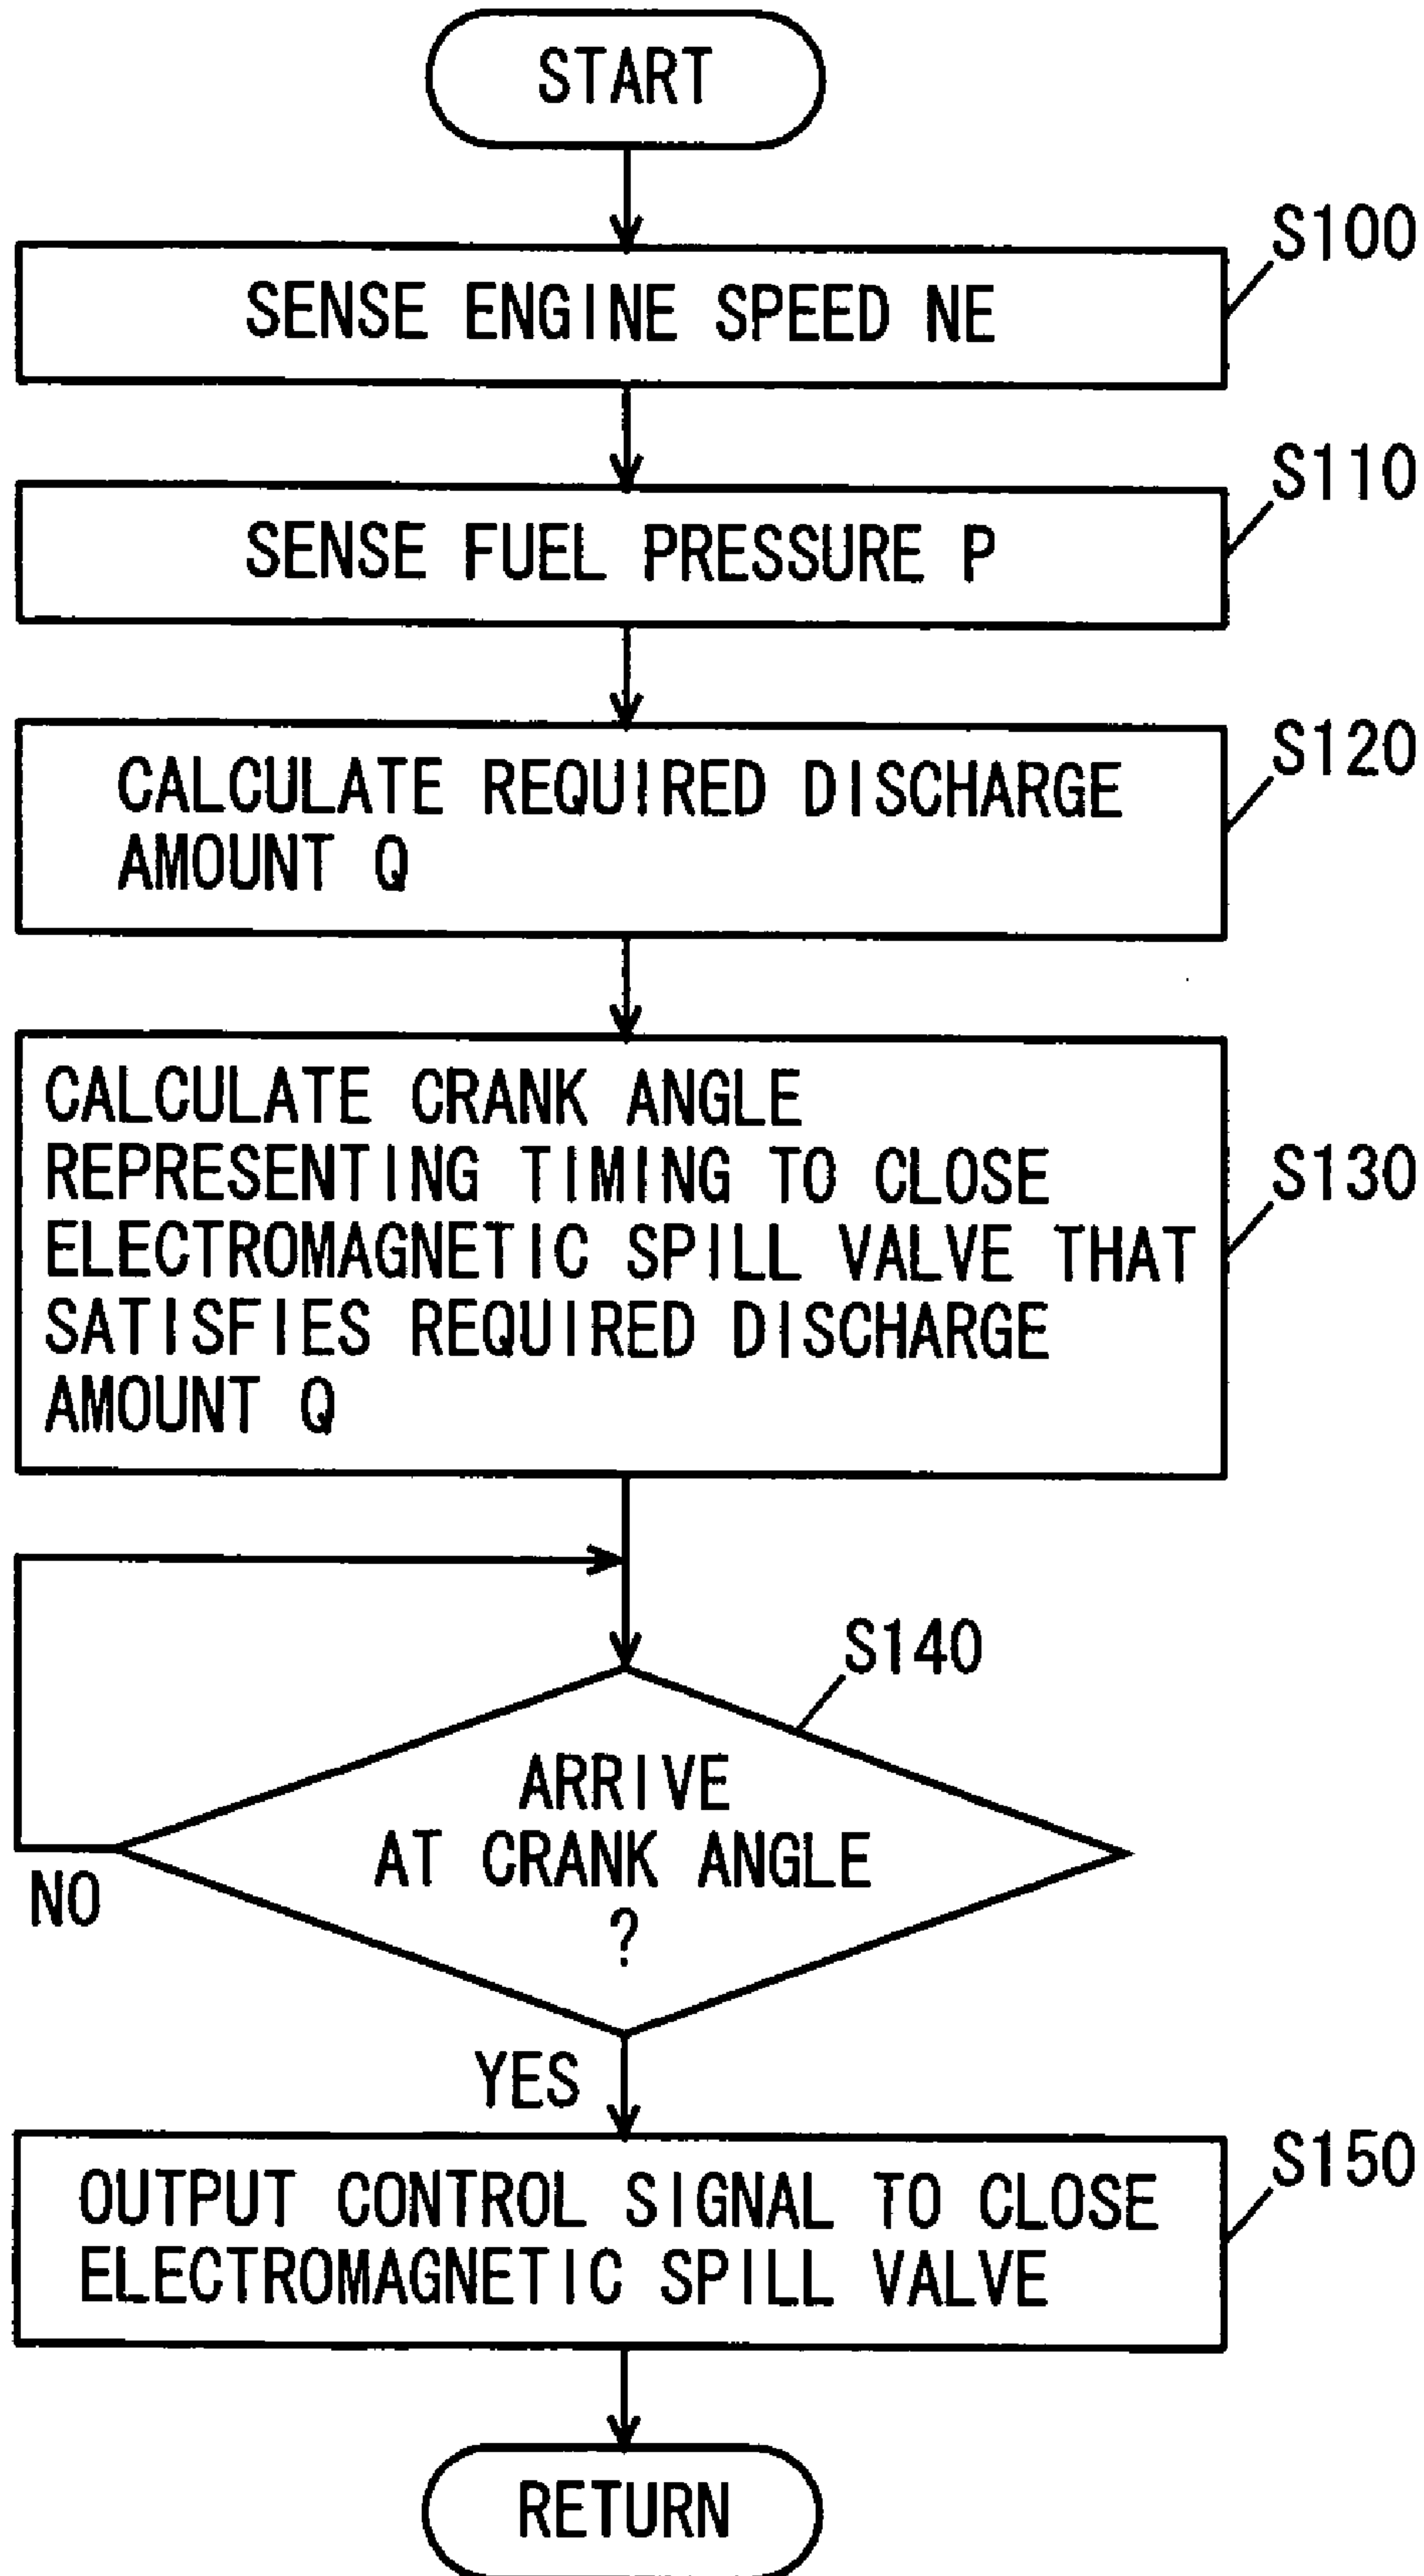 START
S100
SENSE ENGINE SPEED NE
S110
SENSE FUEL PRESSURE P
S120
CALCULATE REQUIRED DISCHARGE
AMOUNT Q
CALCULATE CRANK ANGLE
REPRESENTING TIMING TO CLOSE
S130
ELECTROMAGNETIC SPILL VALVE THAT
SATISFIES REQUIRED DISCHARGE
AMOUNT Q
S140
ARRIVE
AT CRANK ANGLE
?
NO
YES
S150
OUTPUT CONTROL SIGNAL TO CLOSE
ELECTROMAGNETIC SPILL VALVE
RETURN